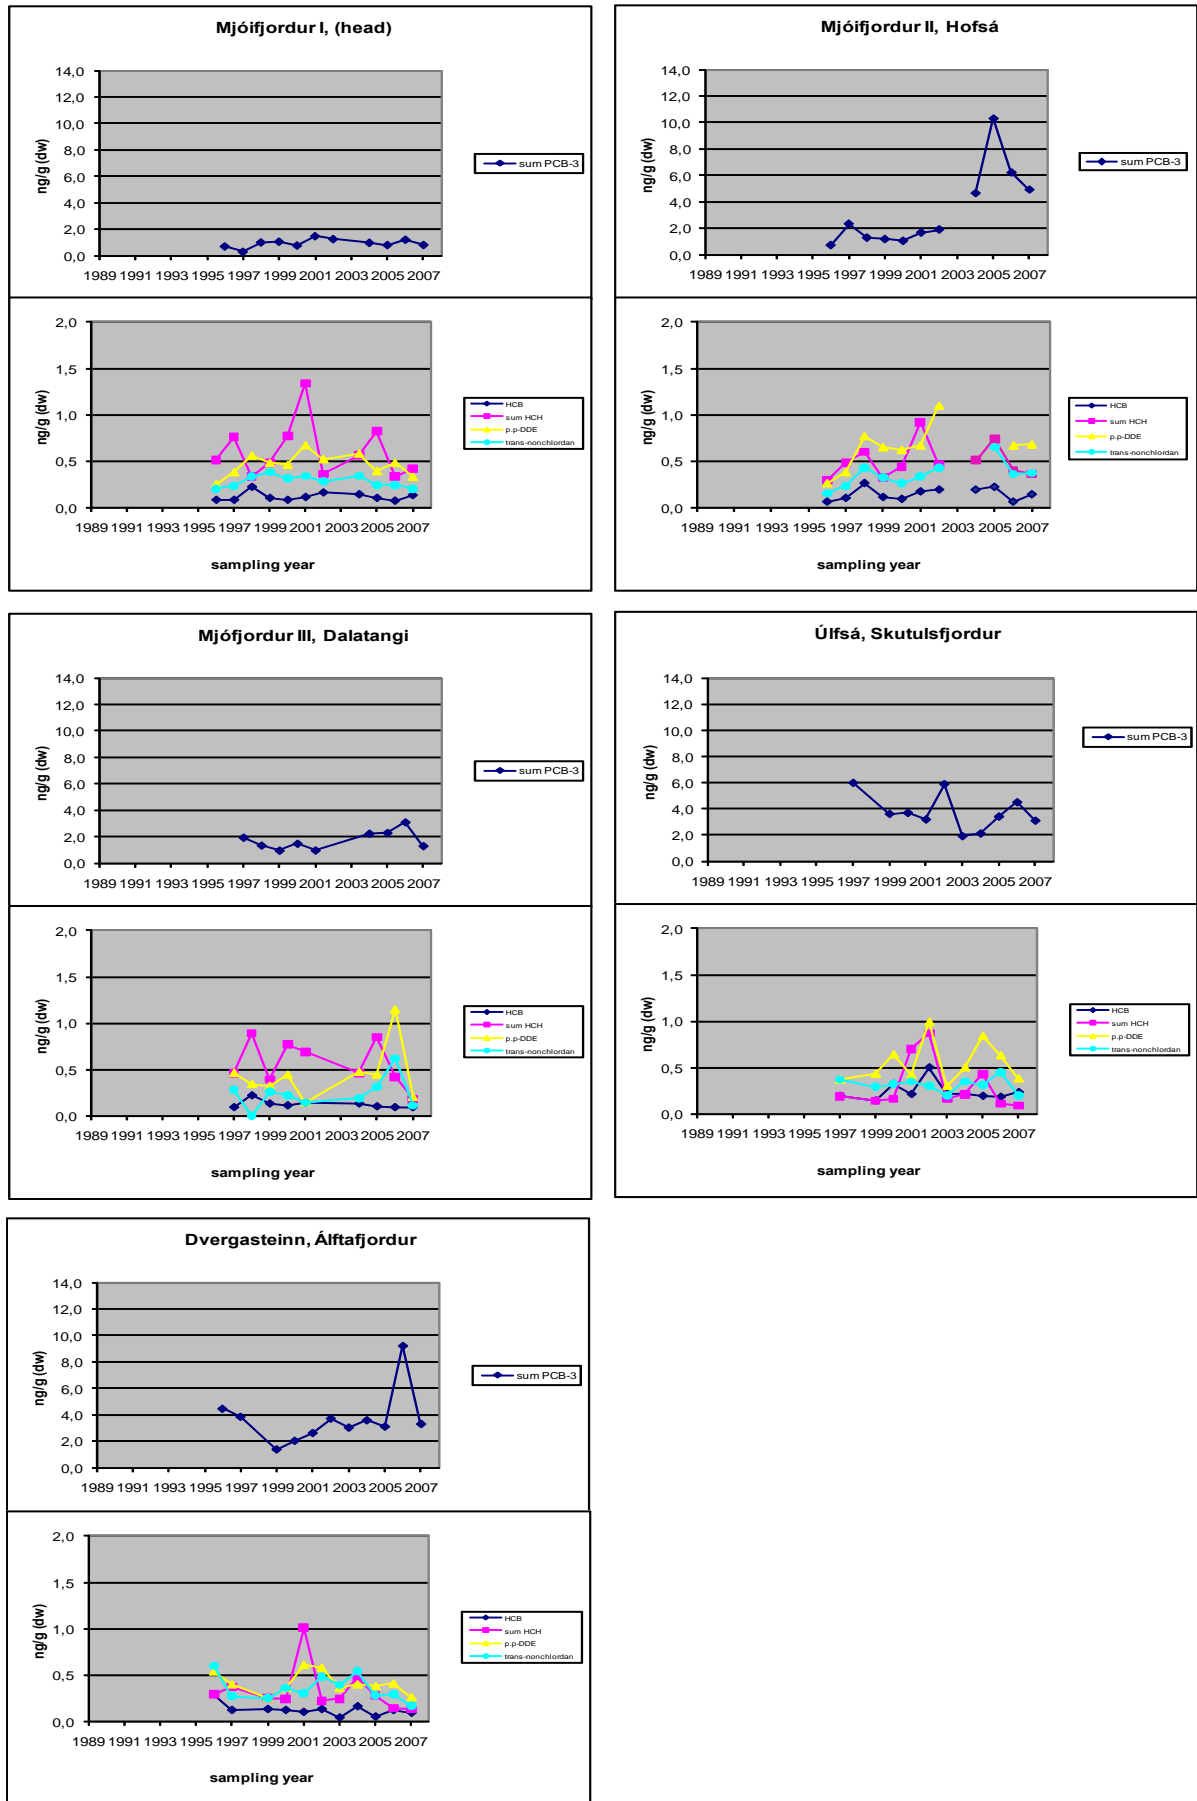 Mjóifjordur I, (head)
14,0
12,0
10,0
8,0
6,0
4,0
2,0
0,0
ng/g (dw)
1989 1991 1993 1995 1997 1999 2001 2003 2005 2007
sum PCB-3
2,0
1,5
1,0
0,5
0,0
ng/g (dw)
1989 1991 1993 1995 1997 1999 2001 2003 2005 2007
sampling year
HCB
sum HCH
p.p-DDE
trans-nonchlordan
Mjóifjordur II, Hofsá
14,0
12,0
10,0
8,0
6,0
4,0
2,0
0,0
ng/g (dw)
1989 1991 1993 1995 1997 1999 2001 2003 2005 2007
sum PCB-3
2,0
1,5
1,0
0,5
0,0
ng/g (dw)
1989 1991 1993 1995 1997 1999 2001 2003 2005 2007
sampling year
HCB
sum HCH
p.p-DDE
trans-nonchlordan
Mjófjordur III, Dalatangi
14,0
12,0
10,0
8,0
6,0
4,0
2,0
0,0
ng/g (dw)
1989 1991 1993 1995 1997 1999 2001 2003 2005 2007
sum PCB-3
2,0
1,5
1,0
0,5
0,0
ng/g (dw)
1989 1991 1993 1995 1997 1999 2001 2003 2005 2007
sampling year
HCB
sum HCH
p.p-DDE
trans-nonchlordan
Úlfsá, Skutulsfjordur
14,0
12,0
10,0
8,0
6,0
4,0
2,0
0,0
ng/g (dw)
1989 1991 1993 1995 1997 1999 2001 2003 2005 2007
sum PCB-3
2,0
1,5
1,0
0,5
0,0
ng/g (dw)
1989 1991 1993 1995 1997 1999 2001 2003 2005 2007
sampling year
HCB
sum HCH
p.p-DDE
trans-nonchlordan
Dvergasteinn, Álftafjordur
14,0
12,0
10,0
8,0
6,0
4,0
2,0
0,0
ng/g (dw)
1989 1991 1993 1995 1997 1999 2001 2003 2005 2007
sum PCB-3
2,0
1,5
1,0
0,5
0,0
ng/g (dw)
1989 1991 1993 1995 1997 1999 2001 2003 2005 2007
sampling year
HCB
sum HCH
p.p-DDE
trans-nonchlordan